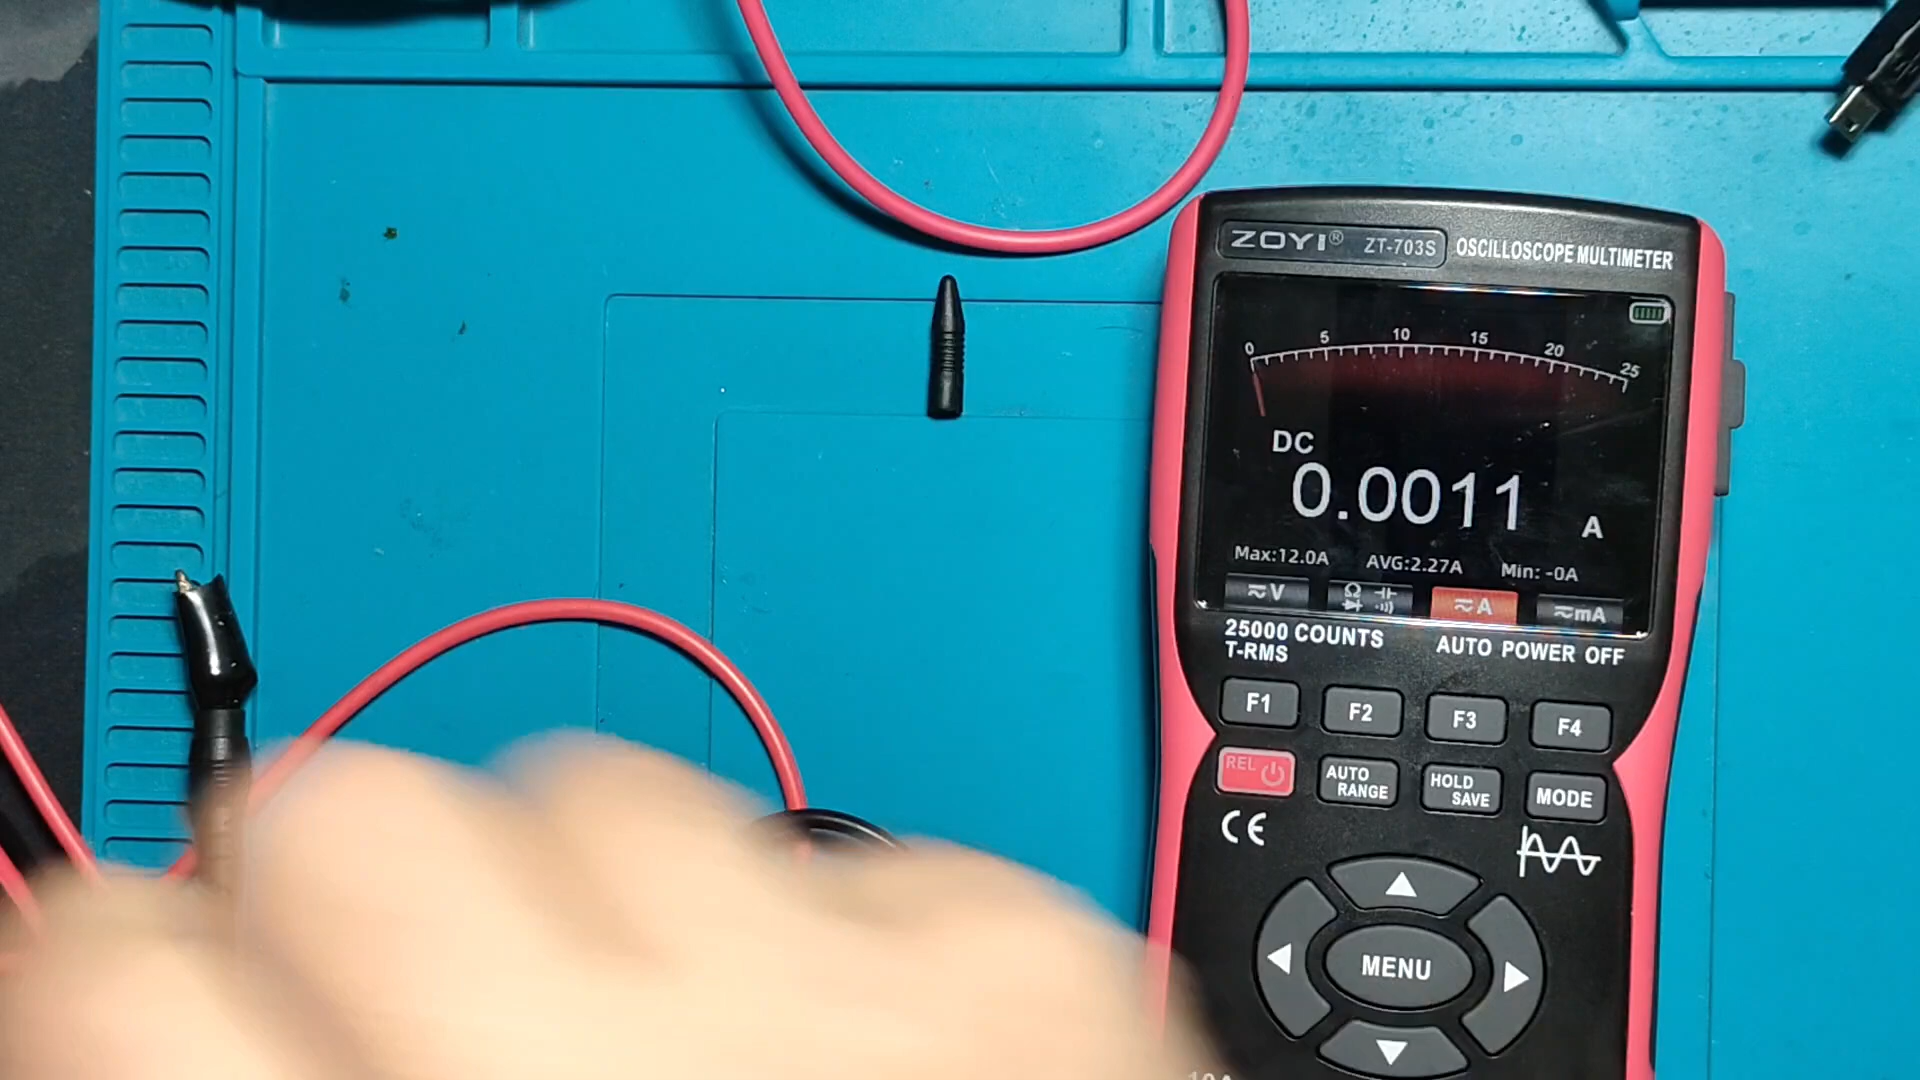 ZOYI® ZT-703S OSCILLOSCOPE MULTIMETER
0 5 10 15 20 25
DC
0.0011 A
Max:12.0A AVG:2.27A Min: -0A
V Ω A mA
25000 COUNTS
T-RMS
AUTO POWER OFF
F1 F2 F3 F4
REL
AUTO RANGE
HOLD SAVE
MODE
CE
MENU